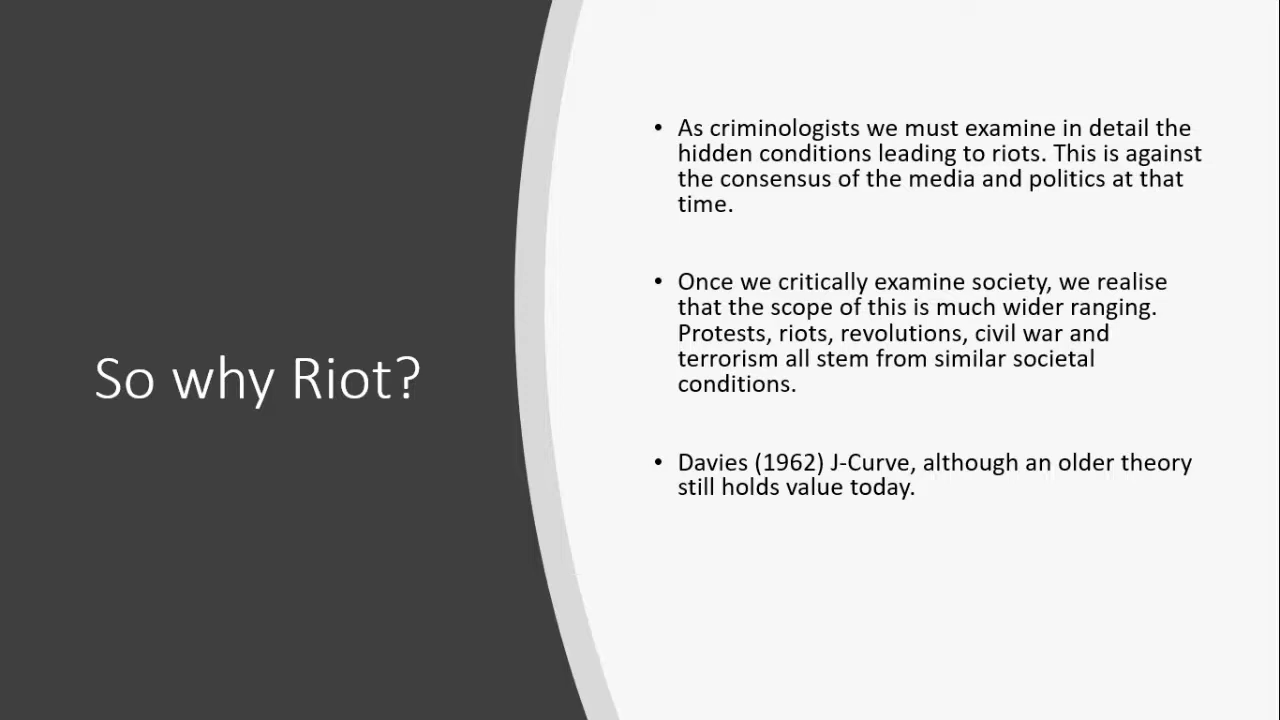 So why Riot?
• As criminologists we must examine in detail the
hidden conditions leading to riots. This is against
the consensus of the media and politics at that
time.
• Once we critically examine society, we realise
that the scope of this is much wider ranging.
Protests, riots, revolutions, civil war and
terrorism all stem from similar societal
conditions.
• Davies (1962) J-Curve, although an older theory
still holds value today.